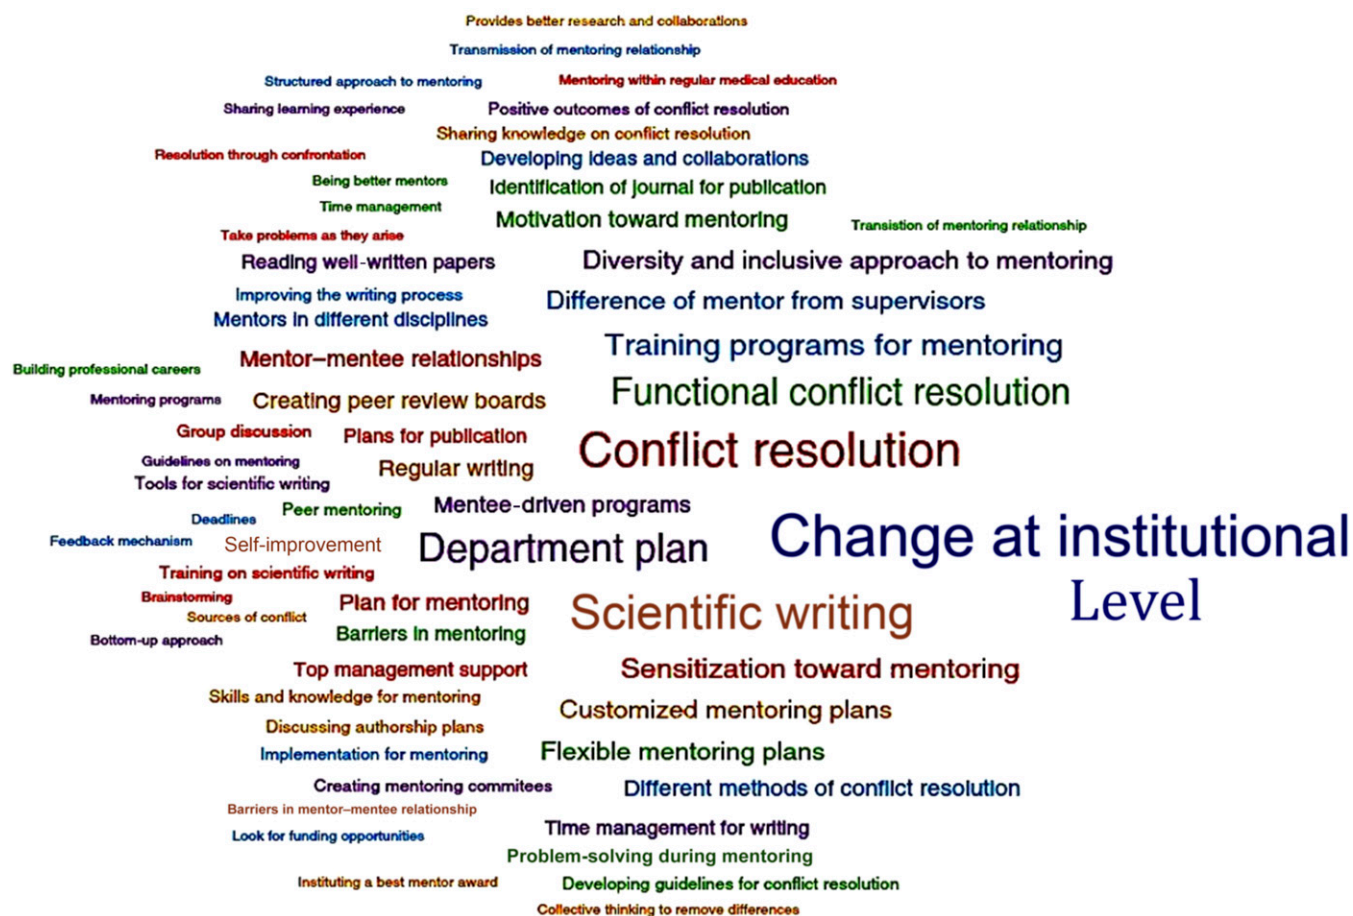 Provides better research and collaborations
Transmission of mentoring relationship
Structured approach to mentoring
Mentoring within regular medical education
Sharing learning experience
Positive outcomes of conflict resolution
Sharing knowledge on conflict resolution
Resolution through confrontation
Developing ideas and collaborations
Being better mentors
Identification of journal for publication
Time management
Motivation toward mentoring
Transistion of mentoring relationship
Take problems as they arise
Reading well-written papers
Diversity and inclusive approach to mentoring
Improving the writing process
Difference of mentor from supervisors
Mentors in different disciplines
Training programs for mentoring
Mentor–mentee relationships
Building professional careers
Functional conflict resolution
Mentoring programs
Creating peer review boards
Group discussion
Plans for publication
Conflict resolution
Guidelines on mentoring
Regular writing
Tools for scientific writing
Peer mentoring
Mentee-driven programs
Deadlines
Change at institutional
Level
Feedback mechanism
Self-improvement
Department plan
Training on scientific writing
Brainstorming
Plan for mentoring
Scientific writing
Sources of conflict
Barriers in mentoring
Bottom-up approach
Top management support
Sensitization toward mentoring
Skills and knowledge for mentoring
Customized mentoring plans
Discussing authorship plans
Implementation for mentoring
Flexible mentoring plans
Creating mentoring commitees
Different methods of conflict resolution
Barriers in mentor–mentee relationship
Look for funding opportunities
Time management for writing
Problem-solving during mentoring
Instituting a best mentor award
Developing guidelines for conflict resolution
Collective thinking to remove differences